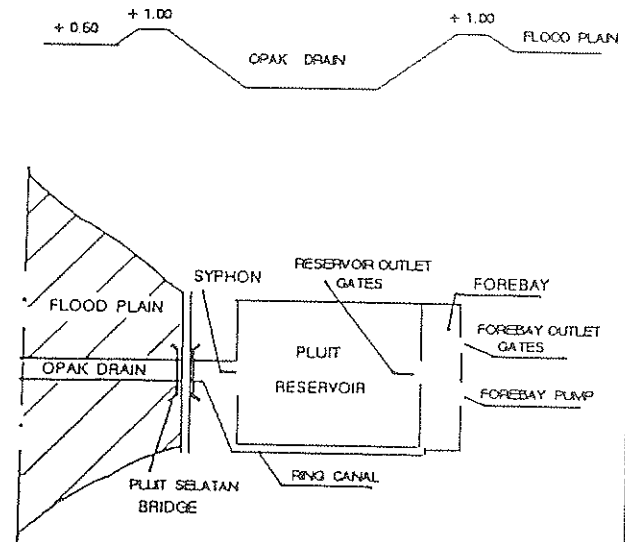 + 1.00
+ 1.00
+ 0.60
OPAK DRAIN
FLOOD PLAIN
SYPHON
RESERVOIR OUTLET
GATES
FOREBAY
FLOOD PLAIN
FOREBAY OUTLET
GATES
PLUIT
RESERVOIR
OPAK DRAIN
FOREBAY PUMP
RING CANAL
PLUIT SELATAN
BRIDGE